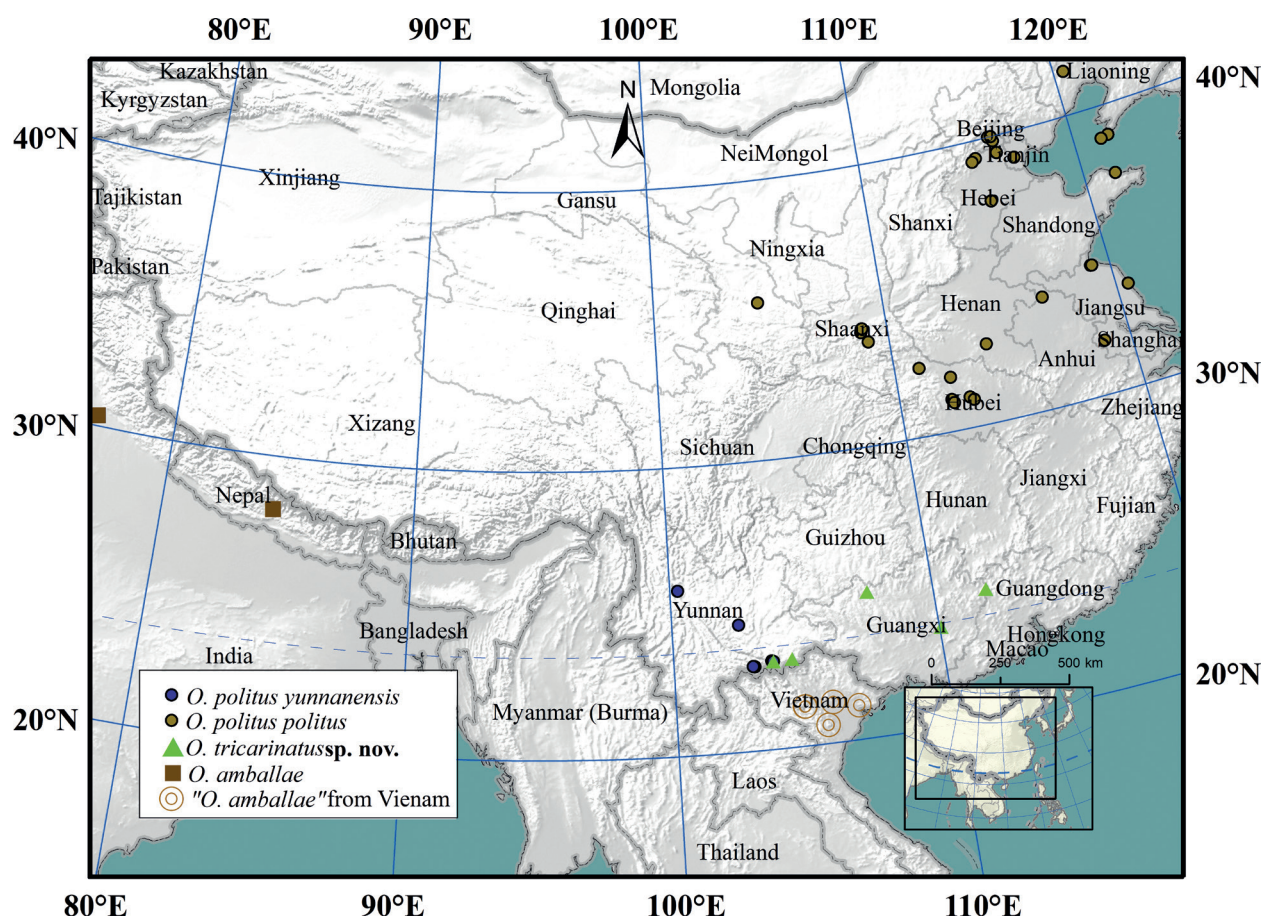 80°E 90°E 100°E 110°E 120°E
Kazakhstan
Kyrgyzstan
Mongolia
N
Liaoning
40°N
40°N
Beijing
Tianjin
NeiMongol
Xinjiang
Gansu
Tajikistan
Hebei
Shanxi
Shandong
Ningxia
Pakistan
Qinghai
Henan
Jiangsu
Shaanxi
Shanghai
Anhui
30°N
30°N
Hubei
Zhejiang
Xizang
Sichuan
Chongqing
Jiangxi
Nepal
Hunan
Fujian
Bhutan
Guizhou
Guangdong
Yunnan
Guangxi
Bangladesh
Hongkong
Macao
India
0 250 500 km
20°N
20°N
O. politus yunnanensis
O. politus politus
O. tricarinatussp. nov.
O. amballae
"O. amballae"from Vienam
Myanmar (Burma)
Vietnam
Laos
Thailand
80°E 90°E 100°E 110°E